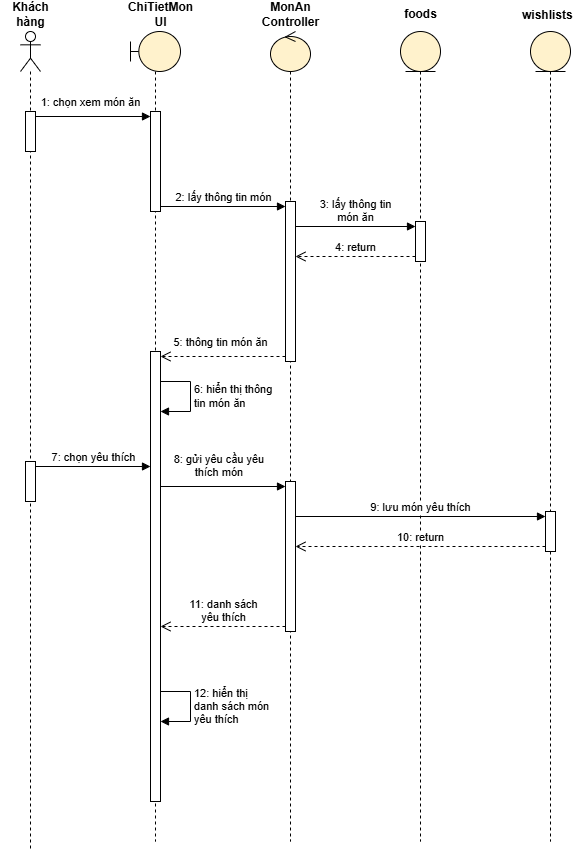 Khách
hàng
ChiTietMon
UI
MonAn
Controller
foods
wishlists
1: chọn xem món ăn
2: lấy thông tin món
3: lấy thông tin
món ăn
4: return
5: thông tin món ăn
6: hiển thị thông
tin món ăn
7: chọn yêu thích
8: gửi yêu cầu yêu
thích món
9: lưu món yêu thích
10: return
11: danh sách
yêu thích
12: hiển thị
danh sách món
yêu thích